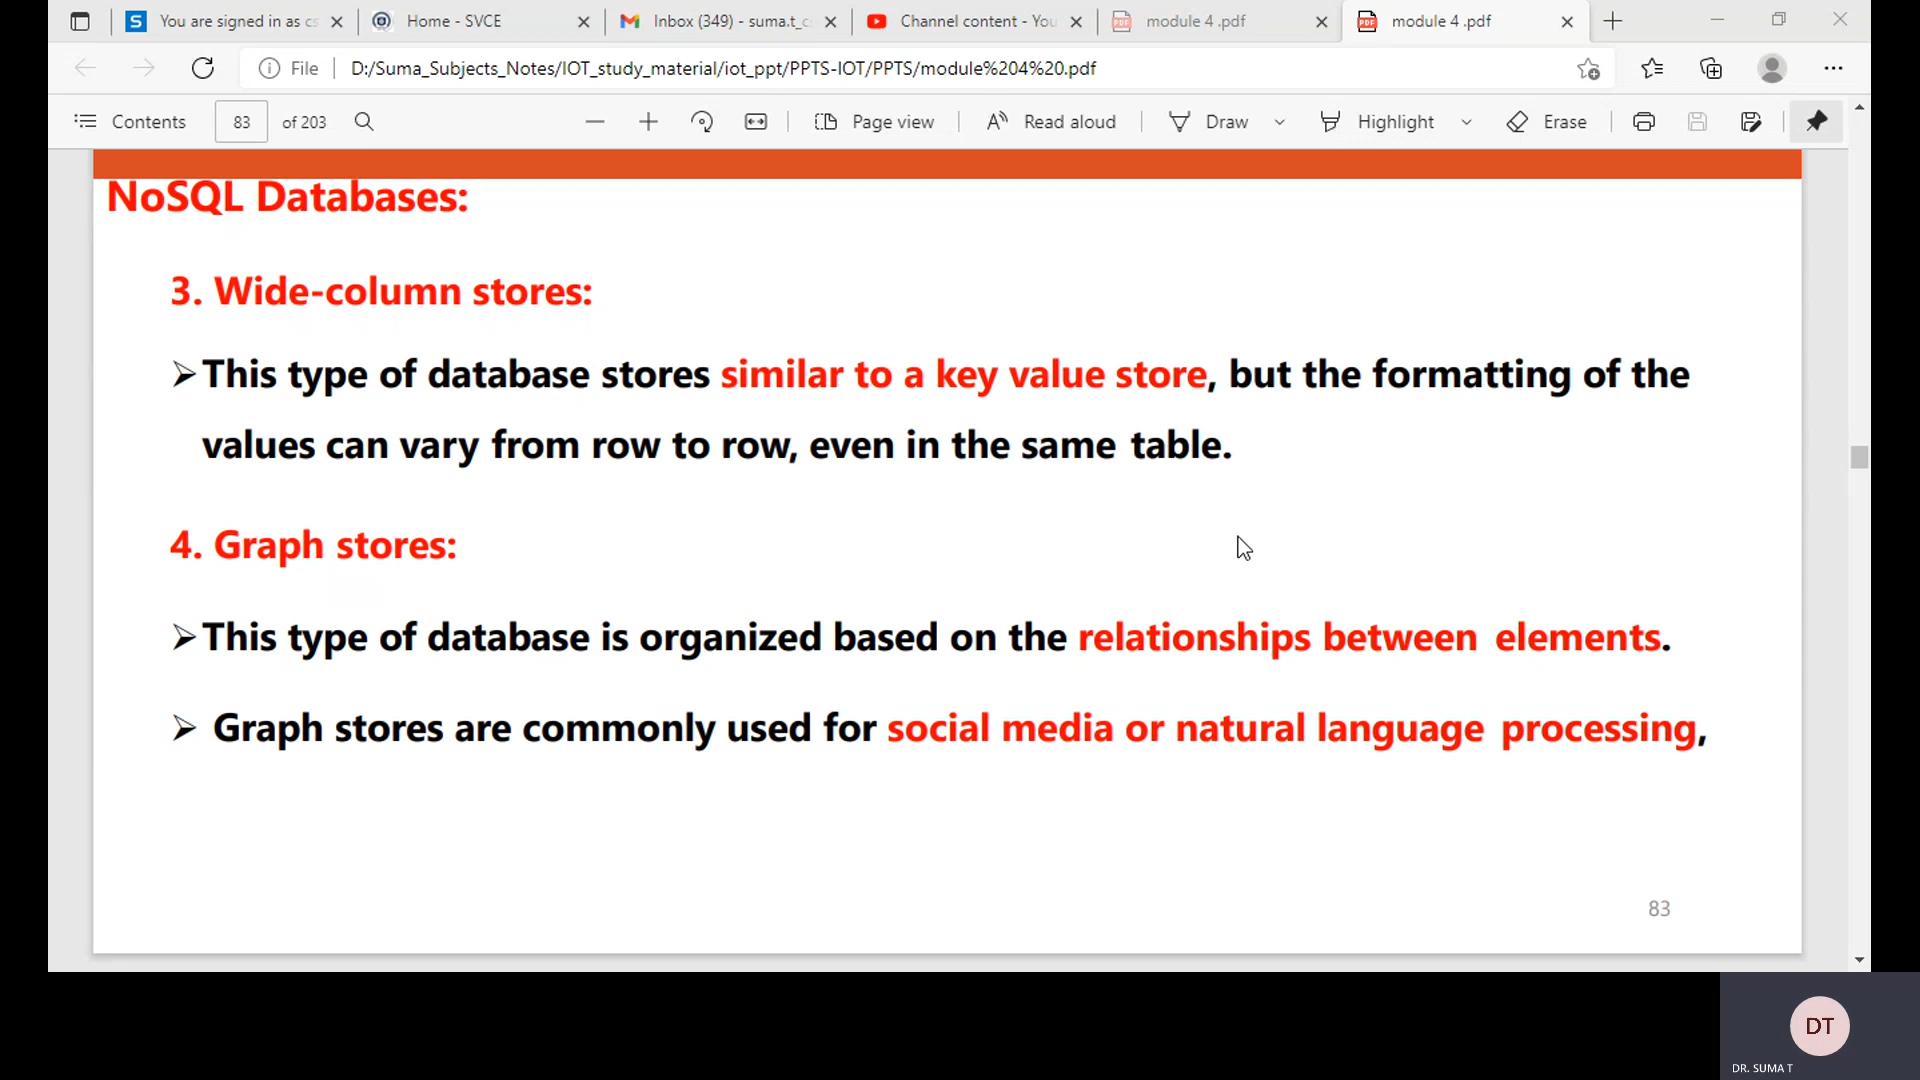 You are signed in as cs
Home - SVCE
Inbox (349) - suma.t_c
Channel content - You
module 4 .pdf
module 4 .pdf
File
D:/Suma_Subjects_Notes/IOT_study_material/iot_ppt/PPTS-IOT/PPTS/module%204%20.pdf
Contents
83
of 203
Page view
Read aloud
Draw
Highlight
Erase
NoSQL Databases:
3. Wide-column stores:
➢This type of database stores similar to a key value store, but the formatting of the
values can vary from row to row, even in the same table.
4. Graph stores:
➢This type of database is organized based on the relationships between elements.
➢ Graph stores are commonly used for social media or natural language processing,
83
DT
DR. SUMA T